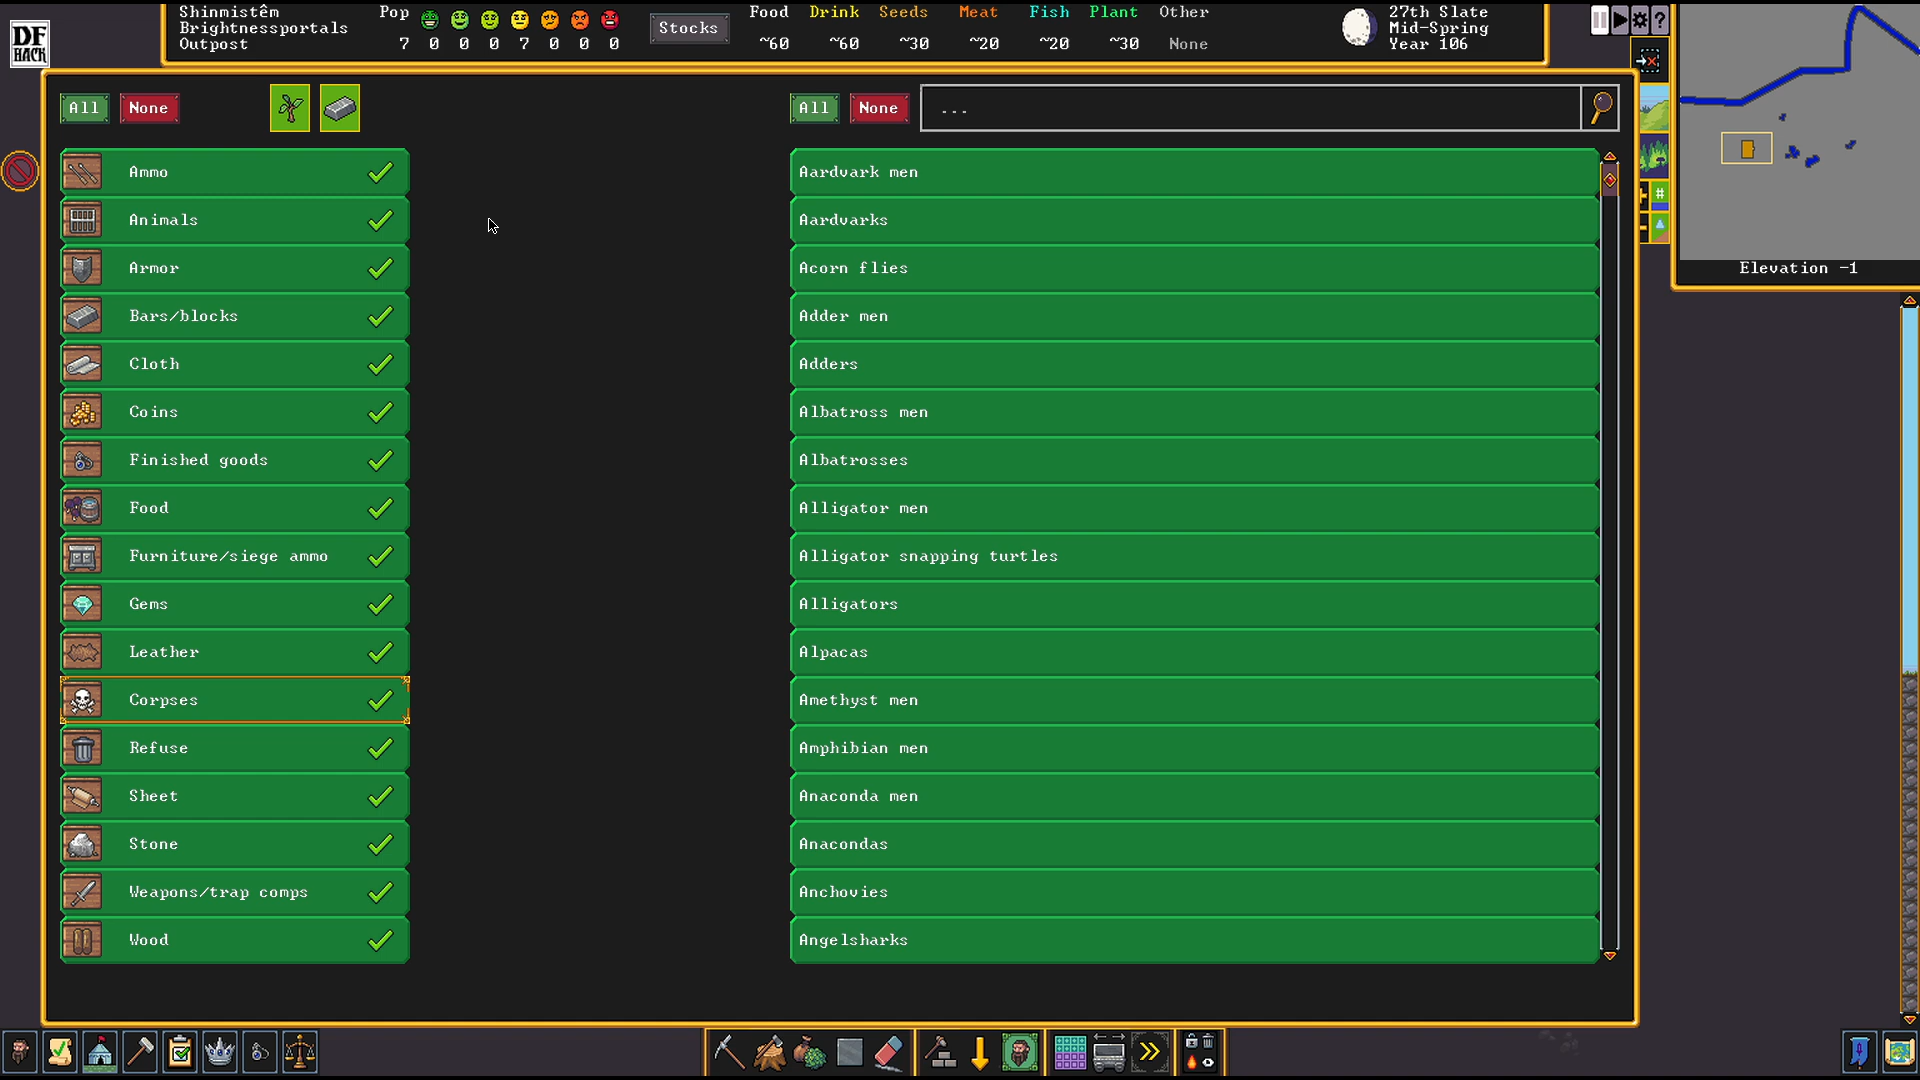 DF
HACK
Shinmistêm
Brightnessportals
Outpost
Pop
7 0 0 0 7 0 0 0
Stocks
Food Drink Seeds Meat Fish Plant Other
~60 ~60 ~30 ~20 ~20 ~30 None
27th Slate
Mid-Spring
Year 106
?
All None
All None
...
Ammo
Animals
Armor
Bars/blocks
Cloth
Coins
Finished goods
Food
Furniture/siege ammo
Gems
Leather
Corpses
Refuse
Sheet
Stone
Weapons/trap comps
Wood
Aardvark men
Aardvarks
Acorn flies
Adder men
Adders
Albatross men
Albatrosses
Alligator men
Alligator snapping turtles
Alligators
Alpacas
Amethyst men
Amphibian men
Anaconda men
Anacondas
Anchovies
Angelsharks
#
Elevation -1